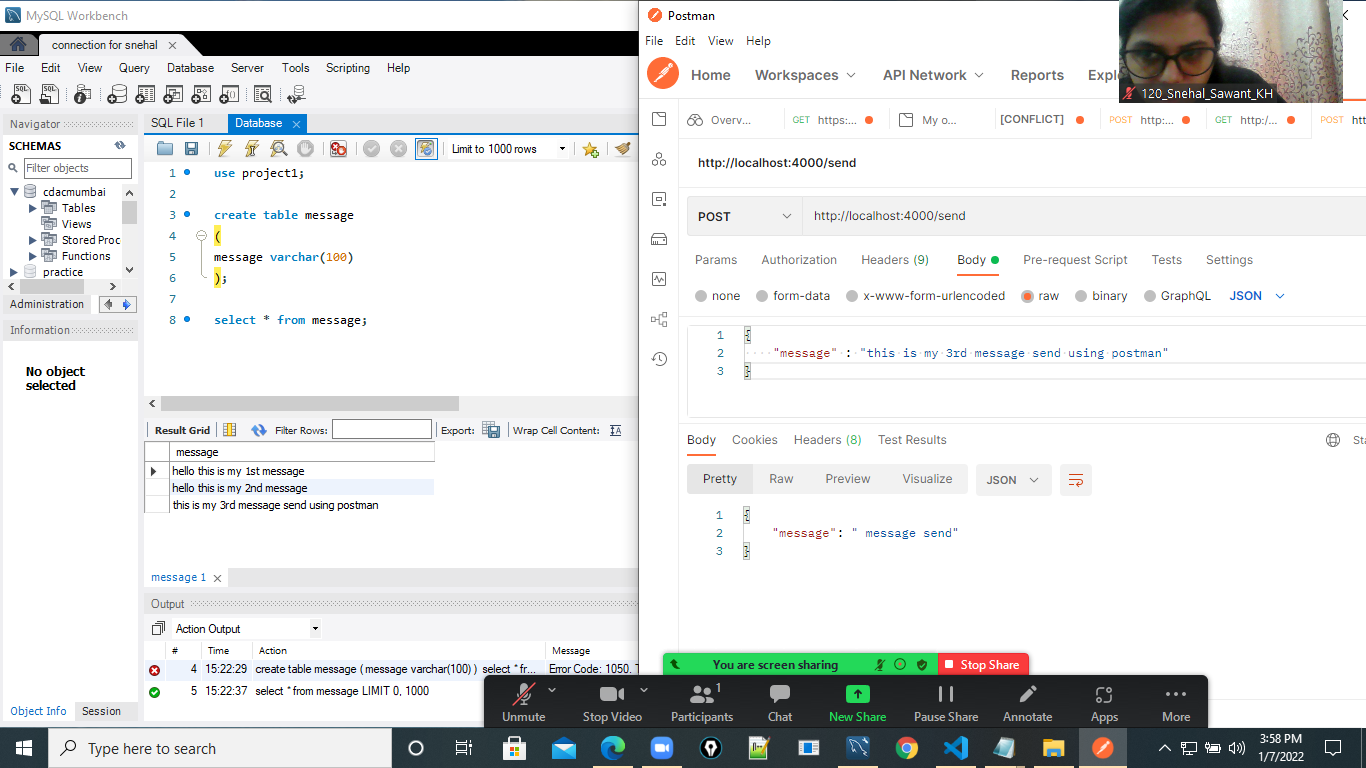 MySQL Workbench
connection for snehal
File Edit View Query Database Server Tools Scripting Help
Navigator
SCHEMAS
Filter objects
cdacmumbai
Tables
Views
Stored Proc
Functions
practice
Administration
Information
No object
selected
Object Info Session
SQL File 1 Database
Limit to 1000 rows
1 use project1;
2
3 create table message
4 (
5 message varchar(100)
6 );
7
8 select * from message;
Result Grid Filter Rows: Export: Wrap Cell Content:
message
hello this is my 1st message
hello this is my 2nd message
this is my 3rd message send using postman
message 1
Output
Action Output
# Time Action Message
4 15:22:29 create table message ( message varchar(100) ) select * fr... Error Code: 1050. T
5 15:22:37 select * from message LIMIT 0, 1000
Postman
File Edit View Help
Home Workspaces API Network Reports Explo
120_Snehal_Sawant_KH
Overv... GET https:... My o... [CONFLICT] POST http:... GET http:/... POST htt
http://localhost:4000/send
POST http://localhost:4000/send
Params Authorization Headers (9) Body Pre-request Script Tests Settings
none form-data x-www-form-urlencoded raw binary GraphQL JSON
1 {
2 "message" : "this is my 3rd message send using postman"
3 }
Body Cookies Headers (8) Test Results Sta
Pretty Raw Preview Visualize JSON
1 {
2 "message": " message send"
3 }
You are screen sharing Stop Share
1
Unmute Stop Video Participants Chat New Share Pause Share Annotate Apps More
Type here to search
3:58 PM
1/7/2022